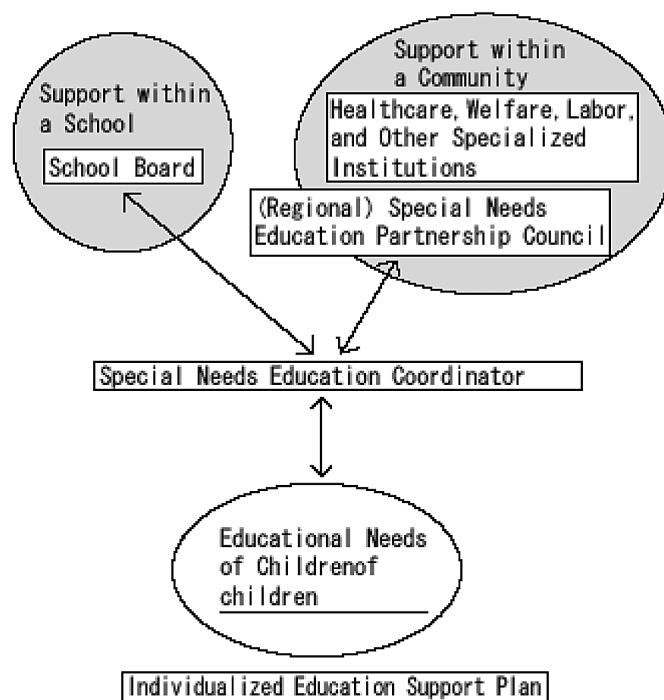 Support within
a School
School Board
Support within
a Community
Healthcare, Welfare, Labor,
and Other Specialized
Institutions
(Regional) Special Needs
Education Partnership Council
Special Needs Education Coordinator
Educational Needs
of Childrenof
children
Individualized Education Support Plan